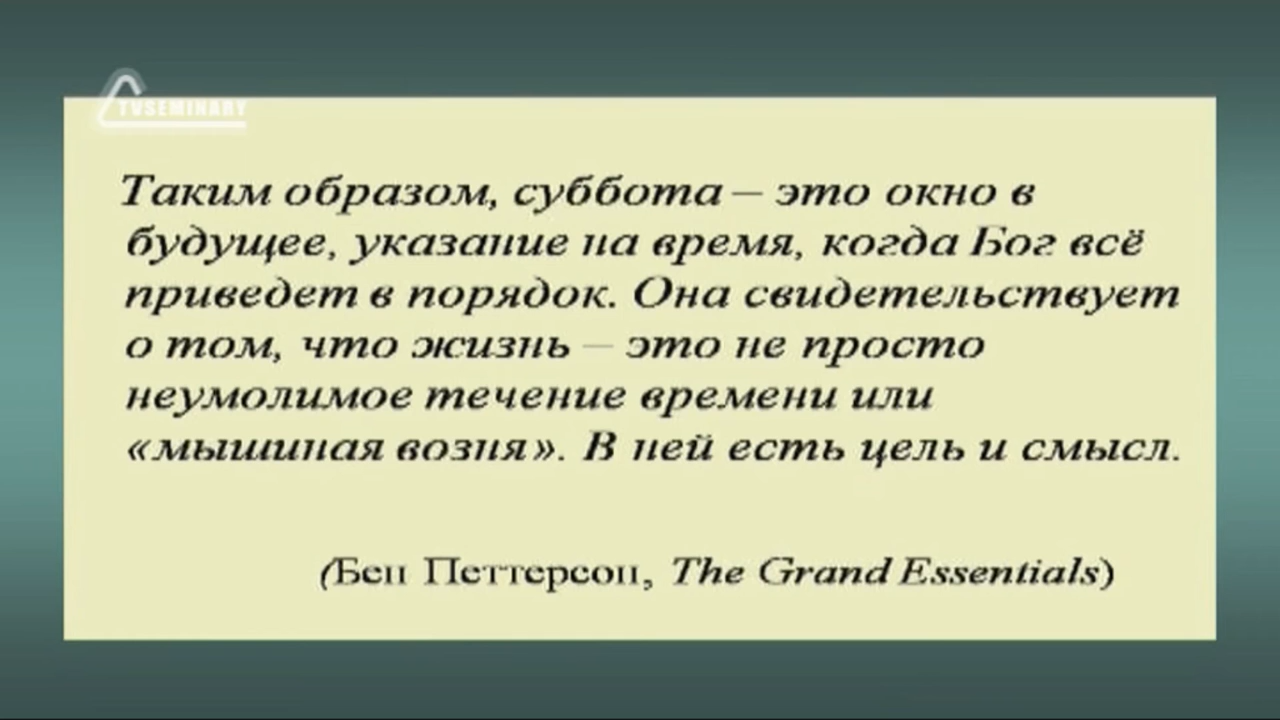 TVSEMINARY
Таким образом, суббота – это окно в
будущее, указание на время, когда Бог всё
приведет в порядок. Она свидетельствует
о том, что жизнь – это не просто
неумолимое течение времени или
«мышиная возня». В ней есть цель и смысл.
(Бен Петтерсон, The Grand Essentials)